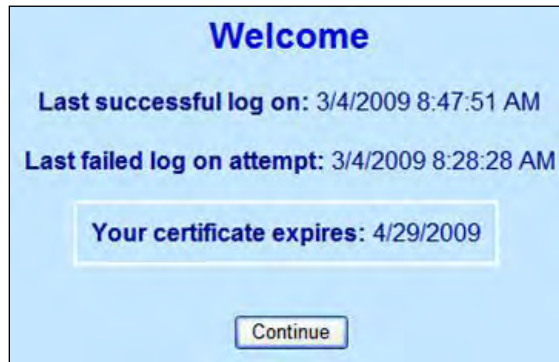 Welcome
Last successful log on: 3/4/2009 8:47:51 AM
Last failed log on attempt: 3/4/2009 8:28:28 AM
Your certificate expires: 4/29/2009
Continue